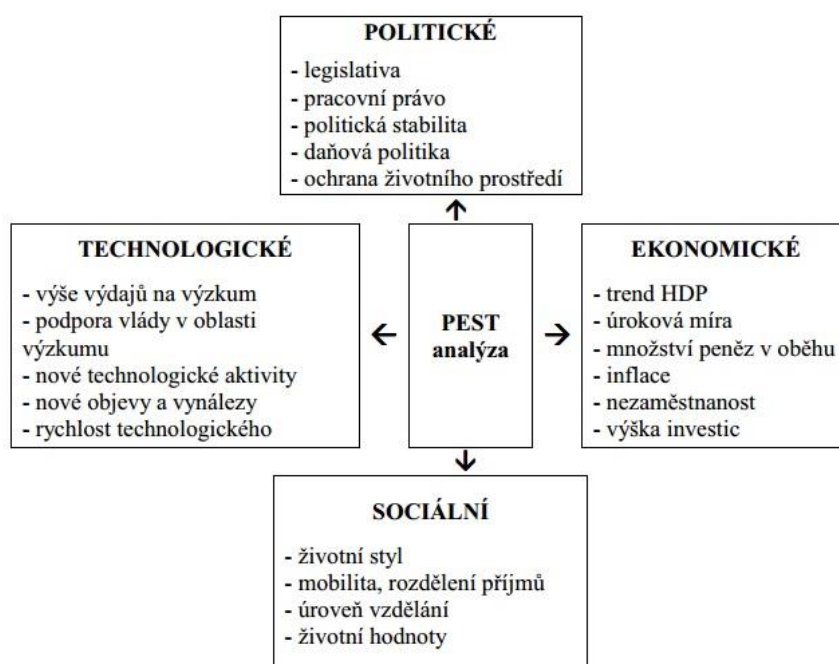 POLITICKÉ
- legislativa
- pracovní právo
- politická stabilita
- daňová politika
- ochrana životního prostředí
TECHNOLOGICKÉ
- výše výdajů na výzkum
- podpora vlády v oblasti
výzkumu
- nové technologické aktivity
- nové objevy a vynálezy
- rychlost technologického
PEST
analýza
EKONOMICKÉ
- trend HDP
- úroková míra
- množství peněz v oběhu
- inflace
- nezaměstnanost
- výška investic
SOCIÁLNÍ
- životní styl
- mobilita, rozdělení příjmů
- úroveň vzdělání
- životní hodnoty